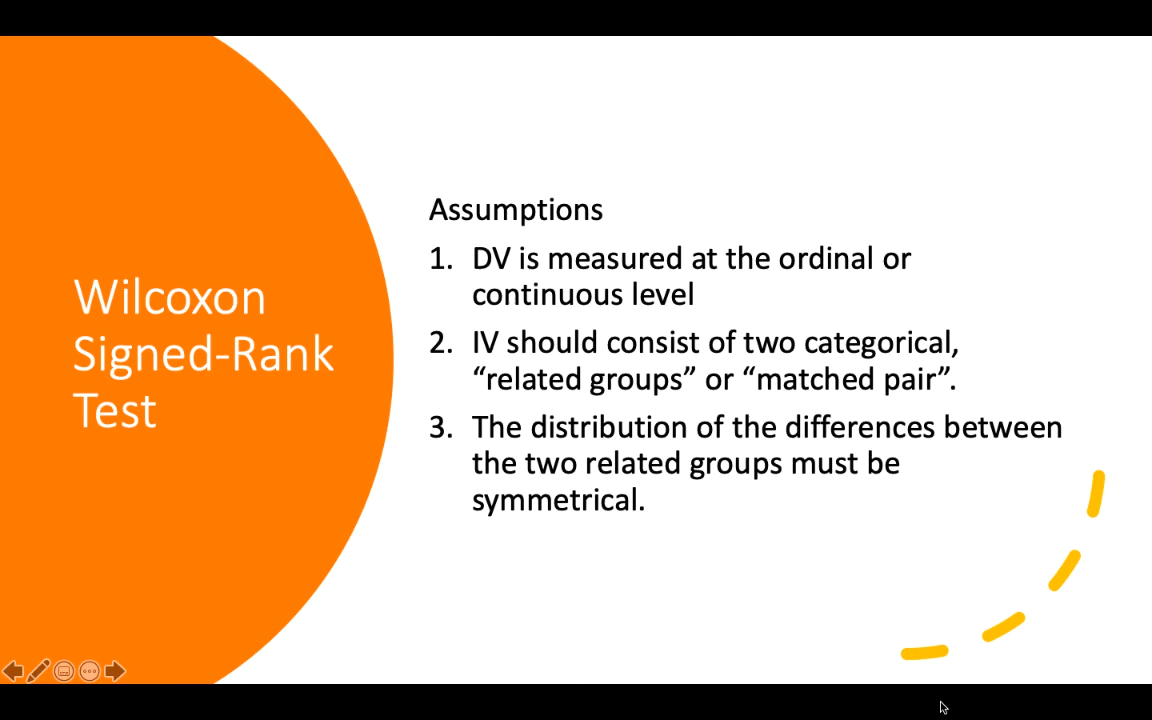 Wilcoxon
Signed-Rank
Test
Assumptions
1. DV is measured at the ordinal or
continuous level
2. IV should consist of two categorical,
“related groups” or “matched pair”.
3. The distribution of the differences between
the two related groups must be
symmetrical.